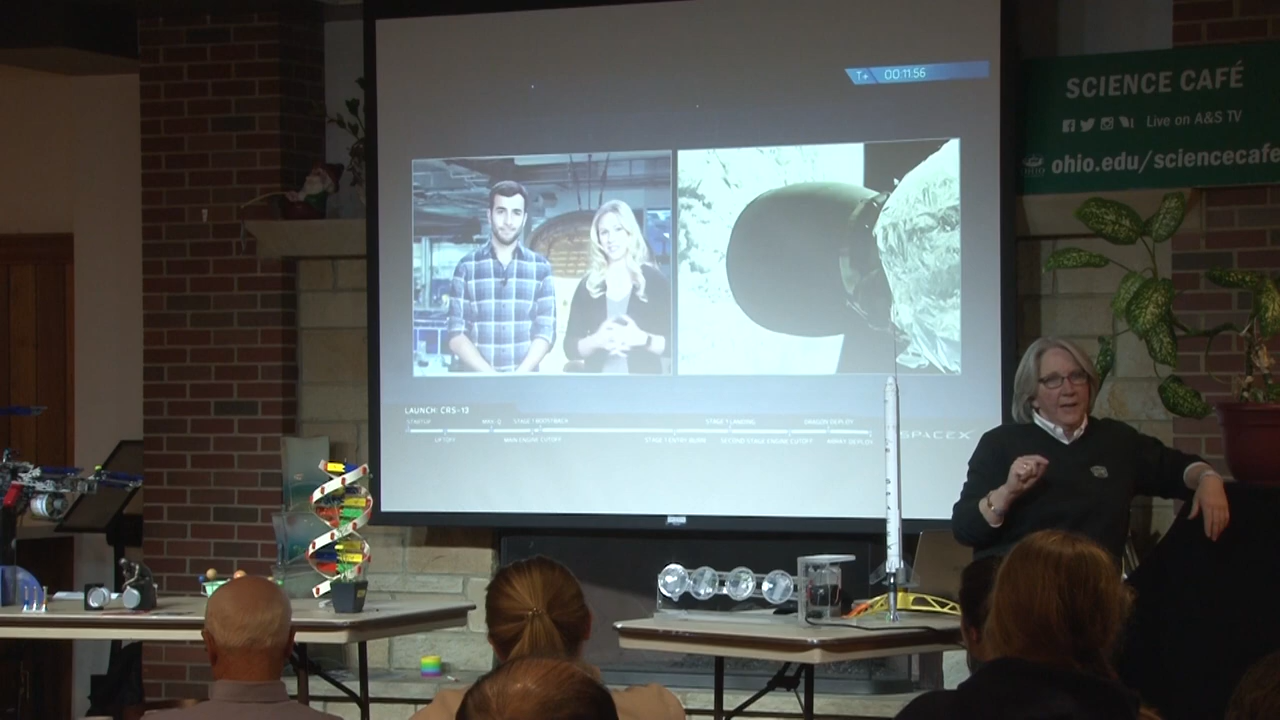 T+ 00:11:56
SCIENCE CAFÉ
Live on A&S TV
ohio.edu/sciencecafe
LAUNCH: CRS-13
STARTUP
MAX-Q
STAGE 1 BOOSTBACK
STAGE 1 LANDING
DRAGON DEPLOY
LIFTOFF
MAIN ENGINE CUTOFF
STAGE 1 ENTRY BURN
SECOND STAGE ENGINE CUTOFF
ARRAY DEPLOY
SPACEX